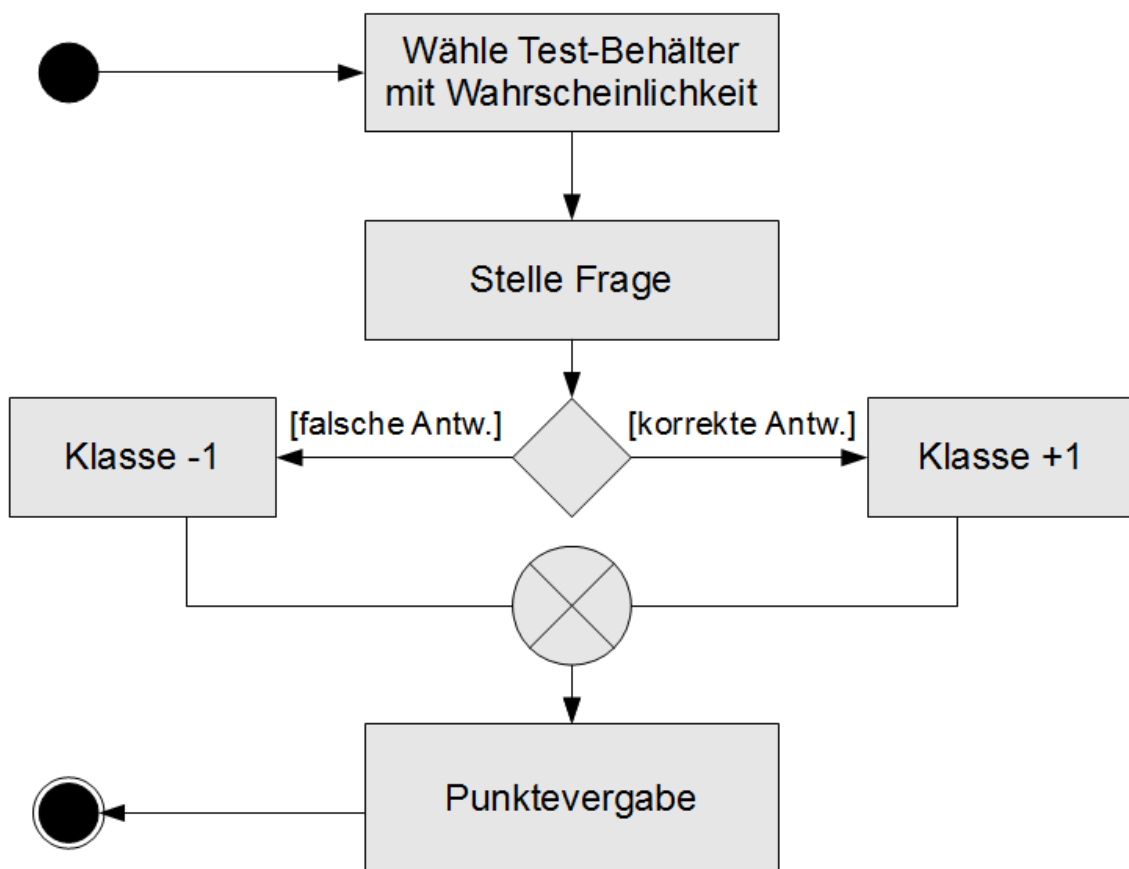 Wähle Test-Behälter
mit Wahrscheinlichkeit
Stelle Frage
[falsche Antw.]
[korrekte Antw.]
Klasse -1
Klasse +1
Punktevergabe